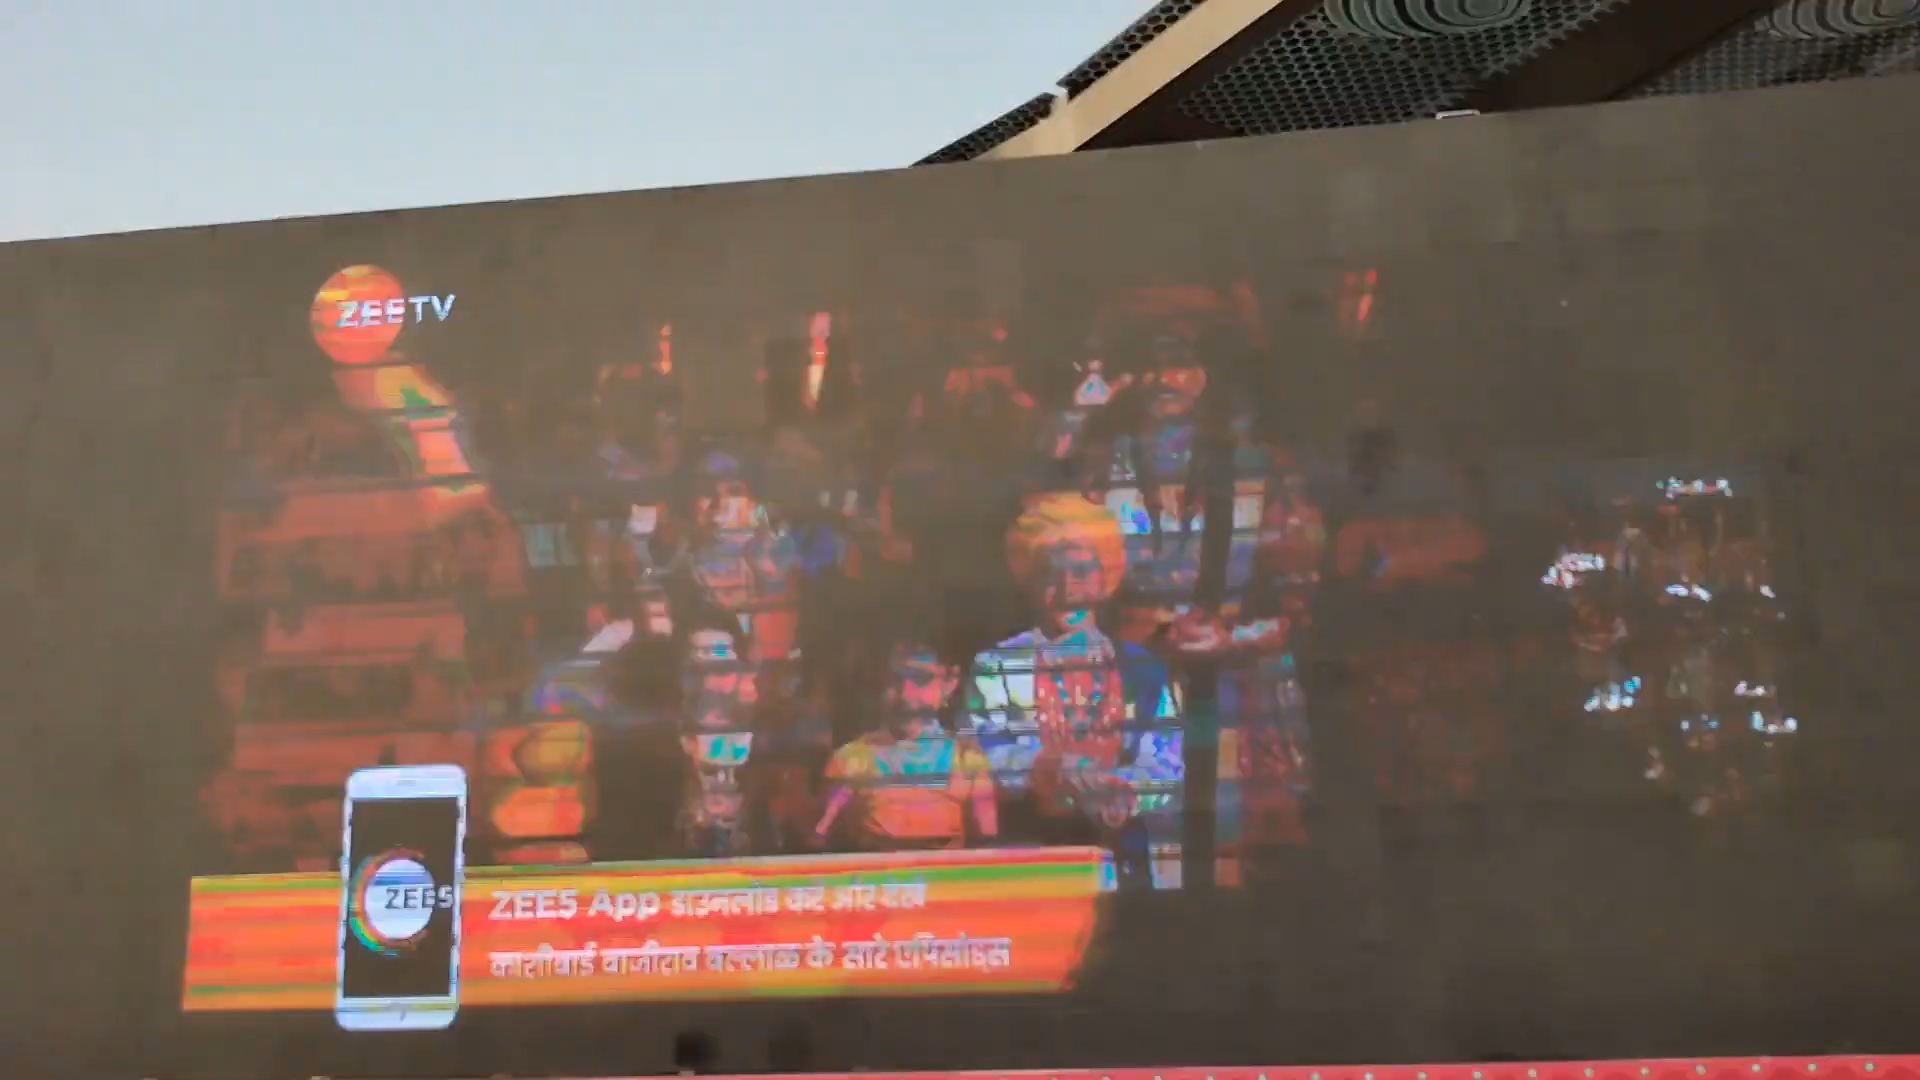 ZEETV
ZEE5
ZEE5 App डाउनलोड करें और देखें
काशीबाई बाजीराव बल्लाळ के सारे एपिसोड्स